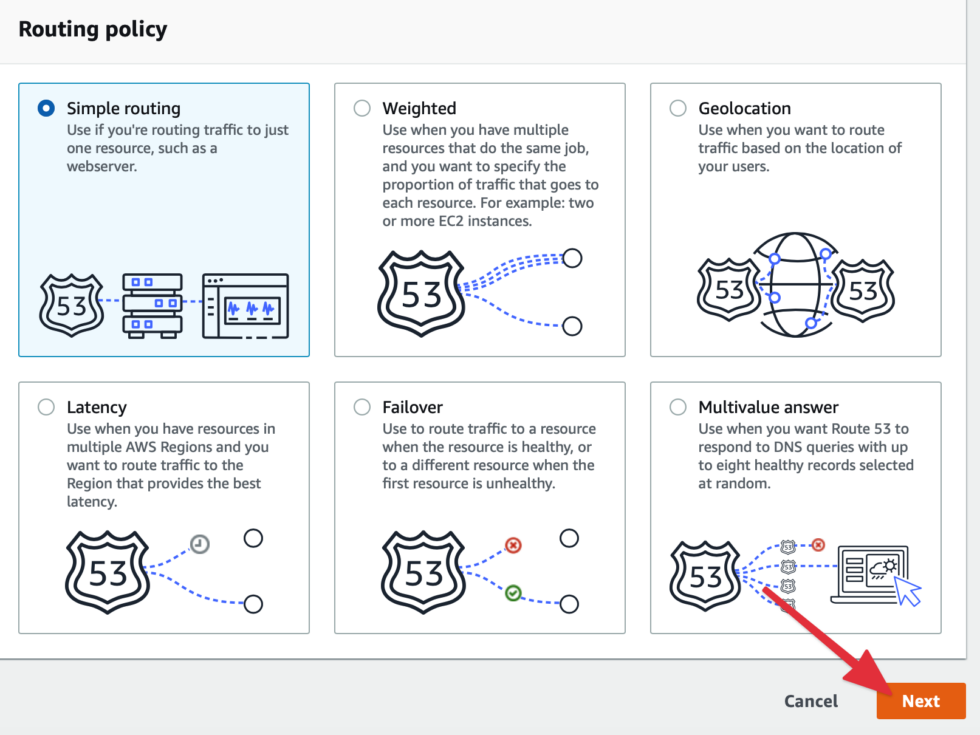 Routing policy
Simple routing
Use if you're routing traffic to just
one resource, such as a
webserver.
53
Weighted
Use when you have multiple
resources that do the same job,
and you want to specify the
proportion of traffic that goes to
each resource. For example: two
or more EC2 instances.
53
Geolocation
Use when you want to route
traffic based on the location of
your users.
53
53
Latency
Use when you have resources in
multiple AWS Regions and you
want to route traffic to the
Region that provides the best
latency.
53
Failover
Use to route traffic to a resource
when the resource is healthy, or
to a different resource when the
first resource is unhealthy.
53
Multivalue answer
Use when you want Route 53 to
respond to DNS queries with up
to eight healthy records selected
at random.
53
53
53
53
Cancel
Next